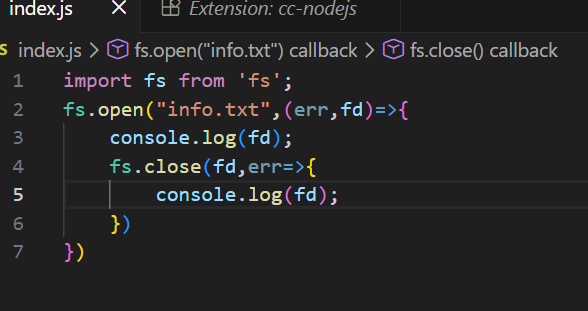 index.js × Extension: cc-nodejs
index.js > fs.open("info.txt") callback > fs.close() callback
1 import fs from 'fs';
2 fs.open("info.txt",(err,fd)=>{
3 console.log(fd);
4 fs.close(fd,err=>{
5 console.log(fd);
6 })
7 })